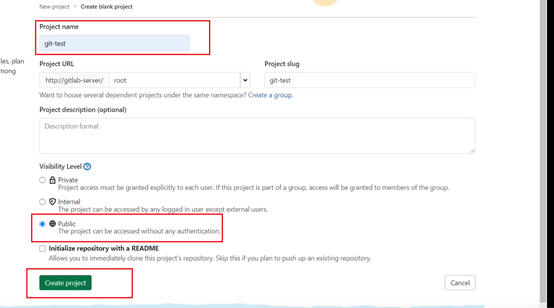 New project › Create blank project
Project name
les, plan
git-test
mong
Project URL
Project slug
http://gitlab-server/
root
git-test
Want to house several dependent projects under the same namespace? Create a group.
Project description (optional)
Description format
Visibility Level
Private
Project access must be granted explicitly to each user. If this project is part of a group, access will be granted to members of the group.
Internal
The project can be accessed by any logged in user except external users.
Public
The project can be accessed without any authentication.
Initialize repository with a README
Allows you to immediately clone this project's repository. Skip this if you plan to push up an existing repository.
Create project
Cancel